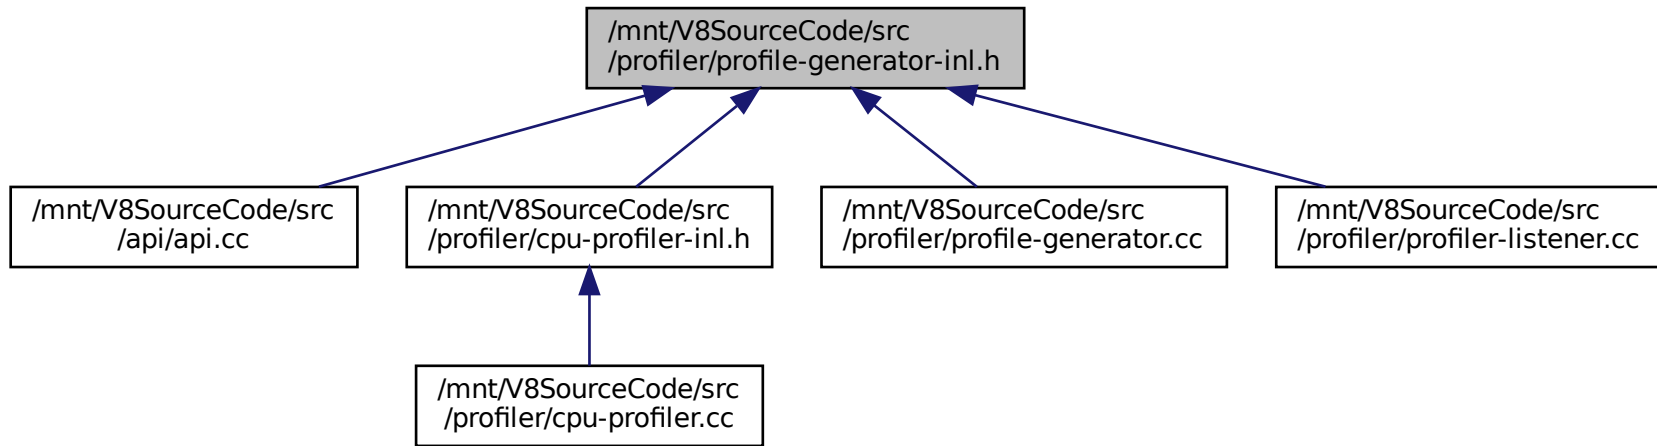 /mnt/V8SourceCode/src
/profiler/profile-generator-inl.h
/mnt/V8SourceCode/src
/api/api.cc
/mnt/V8SourceCode/src
/profiler/cpu-profiler-inl.h
/mnt/V8SourceCode/src
/profiler/profile-generator.cc
/mnt/V8SourceCode/src
/profiler/profiler-listener.cc
/mnt/V8SourceCode/src
/profiler/cpu-profiler.cc